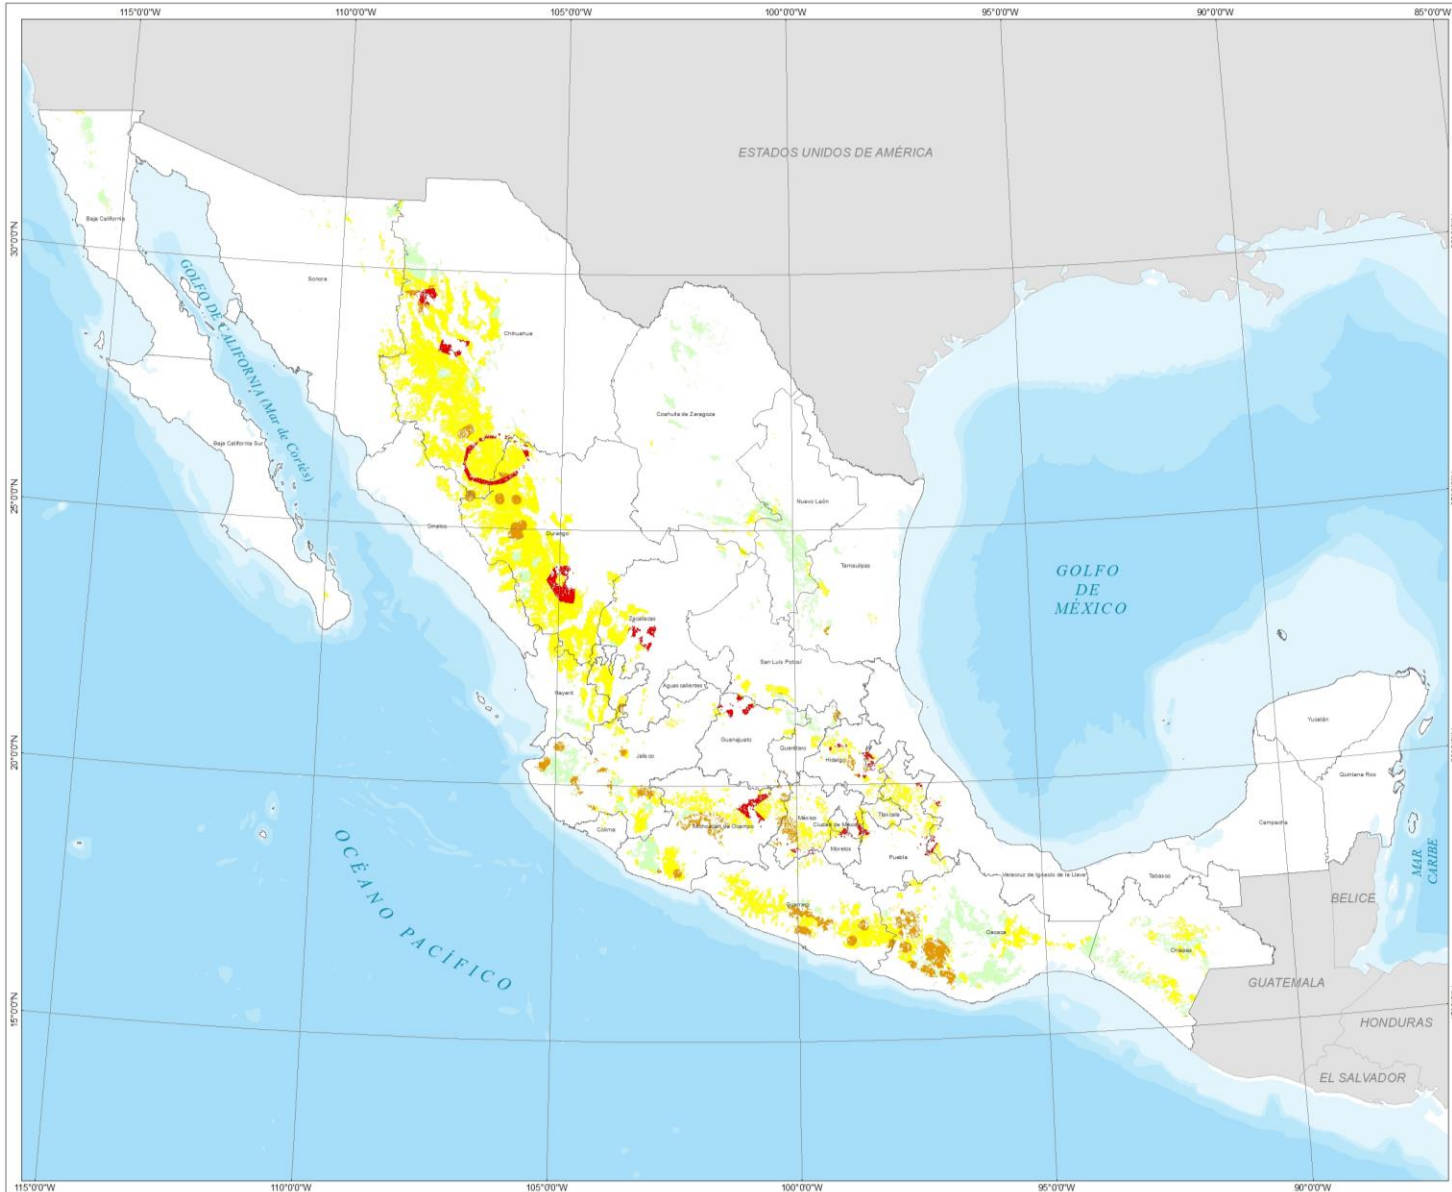 115°0'0"W
110°0'0"W
105°0'0"W
100°0'0"W
95°0'0"W
90°0'0"W
85°0'0"W
ESTADOS UNIDOS DE AMÉRICA
30°0'0"N
Baja California
Sonora
GOLFO DE CALIFORNIA (Mar de Cortés)
Chihuahua
Coahuila de Zaragoza
Baja California Sur
25°0'0"N
Nuevo León
Sinaloa
Durango
Tamaulipas
GOLFO
DE
MÉXICO
Zacatecas
San Luis Potosí
Aguascalientes
Nayarit
Yucatán
20°0'0"N
Guanajuato
Querétaro
Jalisco
Hidalgo
Quintana Roo
Colima
Michoacán de Ocampo
México
Ciudad de México
Tlaxcala
Campeche
Morelos
Puebla
Veracruz de Ignacio de la Llave
Tabasco
MAR
CARIBE
BELICE
OCÉANO PACÍFICO
Guerrero
Oaxaca
Chiapas
GUATEMALA
15°0'0"N
HONDURAS
EL SALVADOR
115°0'0"W
110°0'0"W
105°0'0"W
100°0'0"W
95°0'0"W
90°0'0"W